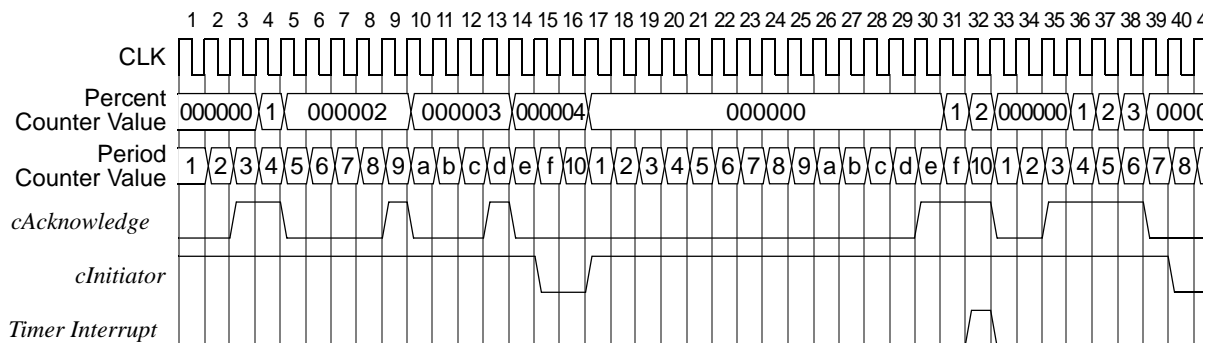 1 2 3 4 5 6 7 8 9 10 11 12 13 14 15 16 17 18 19 20 21 22 23 24 25 26 27 28 29 30 31 32 33 34 35 36 37 38 39 40 4
CLK
Percent
Counter Value
000000 1 000002 000003 000004 000000 1 2 000000 1 2 3 0000
Period
Counter Value
1 2 3 4 5 6 7 8 9 a b c d e f 10 1 2 3 4 5 6 7 8 9 a b c d e f 10 1 2 3 4 5 6 7 8
cAcknowledge
cInitiator
Timer Interrupt